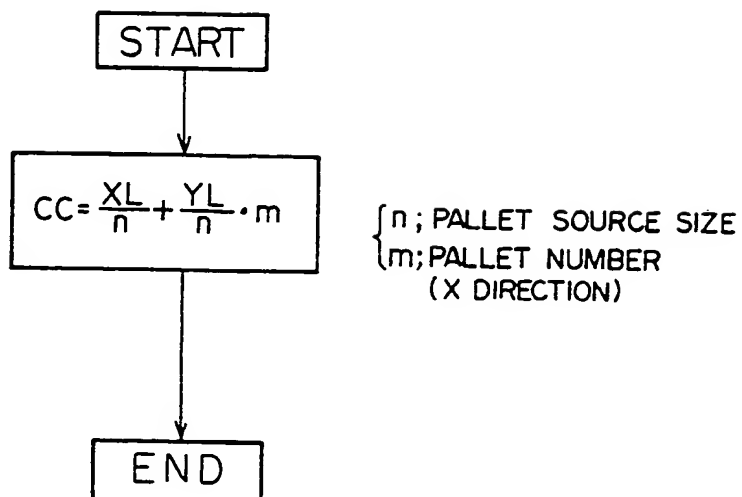 START
CC = XL/n + YL/n · m
n; PALLET SOURCE SIZE
m; PALLET NUMBER
(X DIRECTION)
END